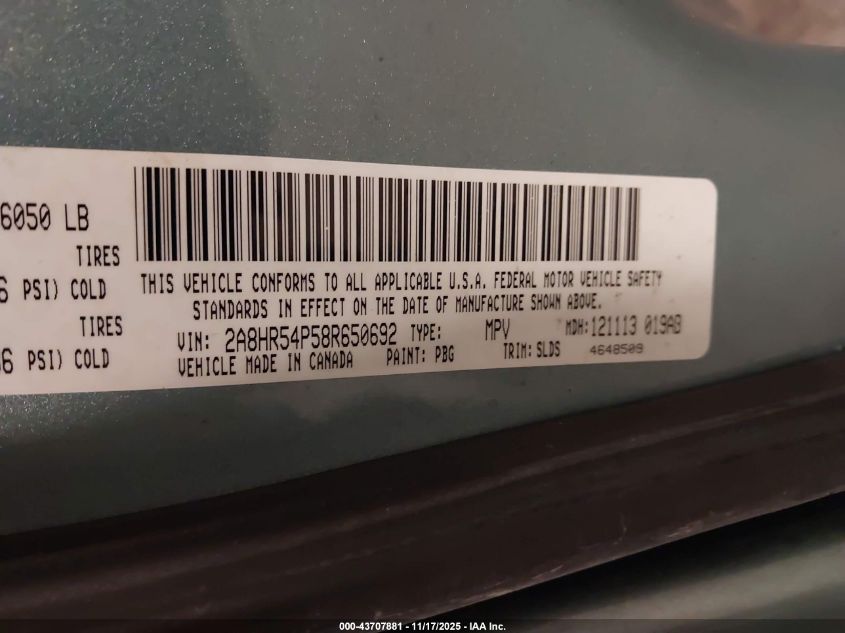 6050 LB
TIRES
6 PSI) COLD
TIRES
6 PSI) COLD
THIS VEHICLE CONFORMS TO ALL APPLICABLE U.S.A. FEDERAL MOTOR VEHICLE SAFETY
STANDARDS IN EFFECT ON THE DATE OF MANUFACTURE SHOWN ABOVE.
VIN: 2A8HR54P58R650692 TYPE: MPV MDH: 121113 019AB
VEHICLE MADE IN CANADA PAINT: PBG TRIM: SLDS 4648509
000-43707881 - 11/17/2025 - IAA Inc.